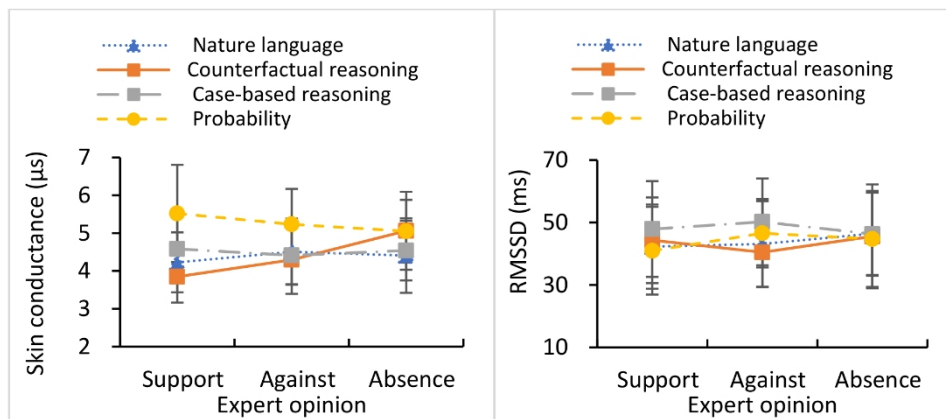 Nature language
Counterfactual reasoning
Case-based reasoning
Probability
Skin conductance (μs)
7
6
5
4
3
2
Support Against Absence
Expert opinion
Nature language
Counterfactual reasoning
Case-based reasoning
Probability
RMSSD (ms)
70
50
30
10
Support Against Absence
Expert opinion